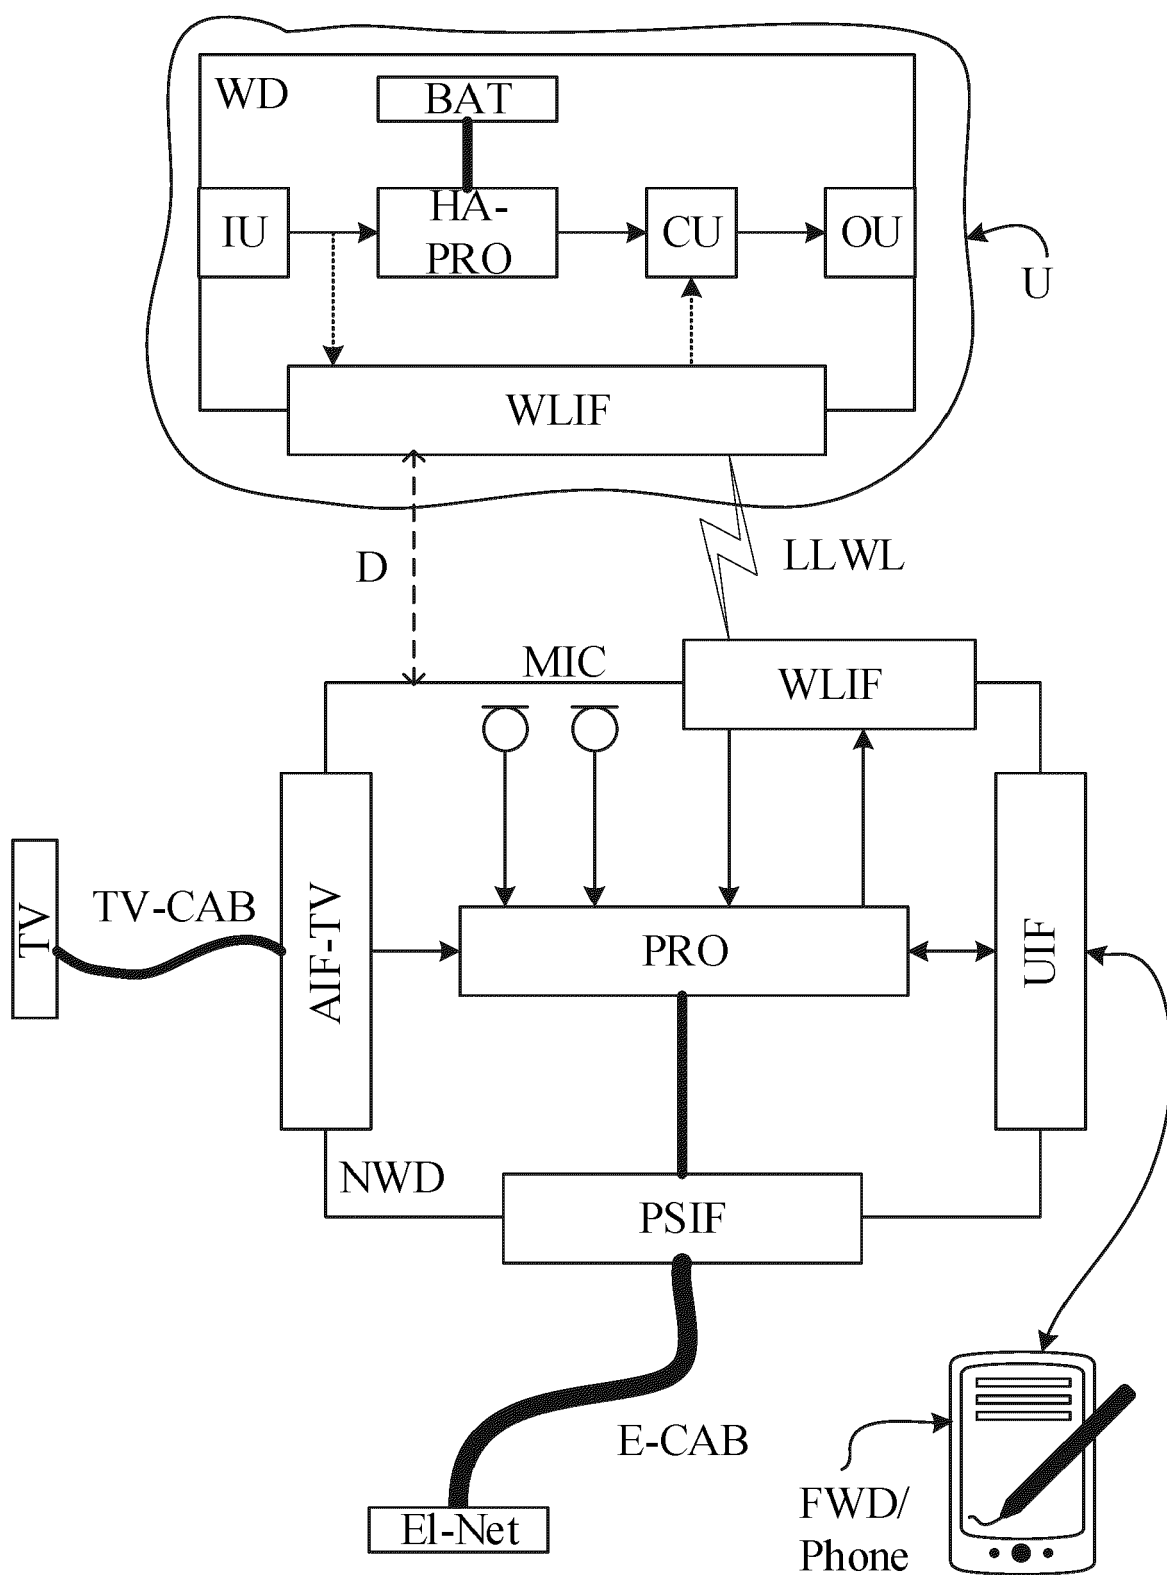 WD
BAT
IU
HA-
PRO
CU
OU
U
WLIF
D
LLWL
MIC
WLIF
TV
TV-CAB
AIF-TV
PRO
UIF
NWD
PSIF
E-CAB
El-Net
FWD/
Phone